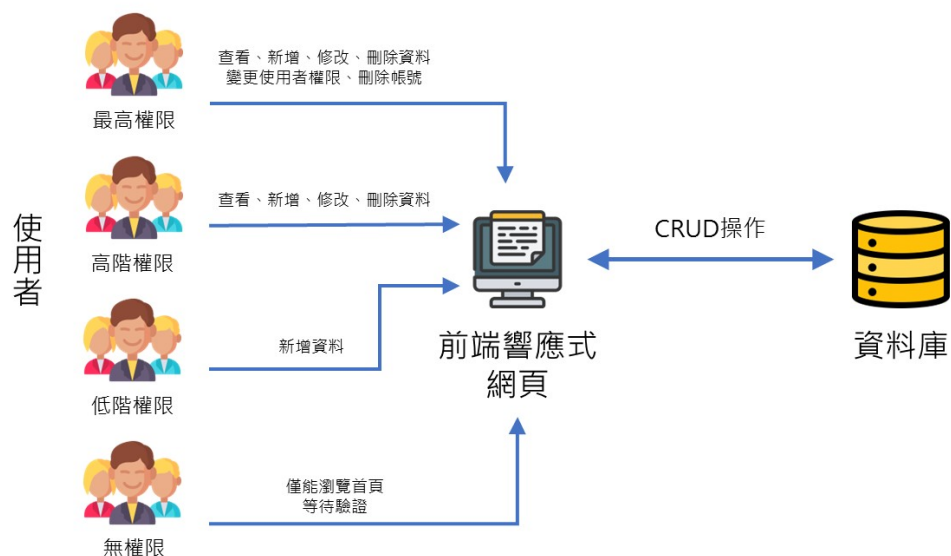 使用者
查看、新增、修改、刪除資料
變更使用者權限、刪除帳號
最高權限
查看、新增、修改、刪除資料
高階權限
新增資料
低階權限
僅能瀏覽首頁
等待驗證
無權限
前端響應式
網頁
CRUD操作
資料庫